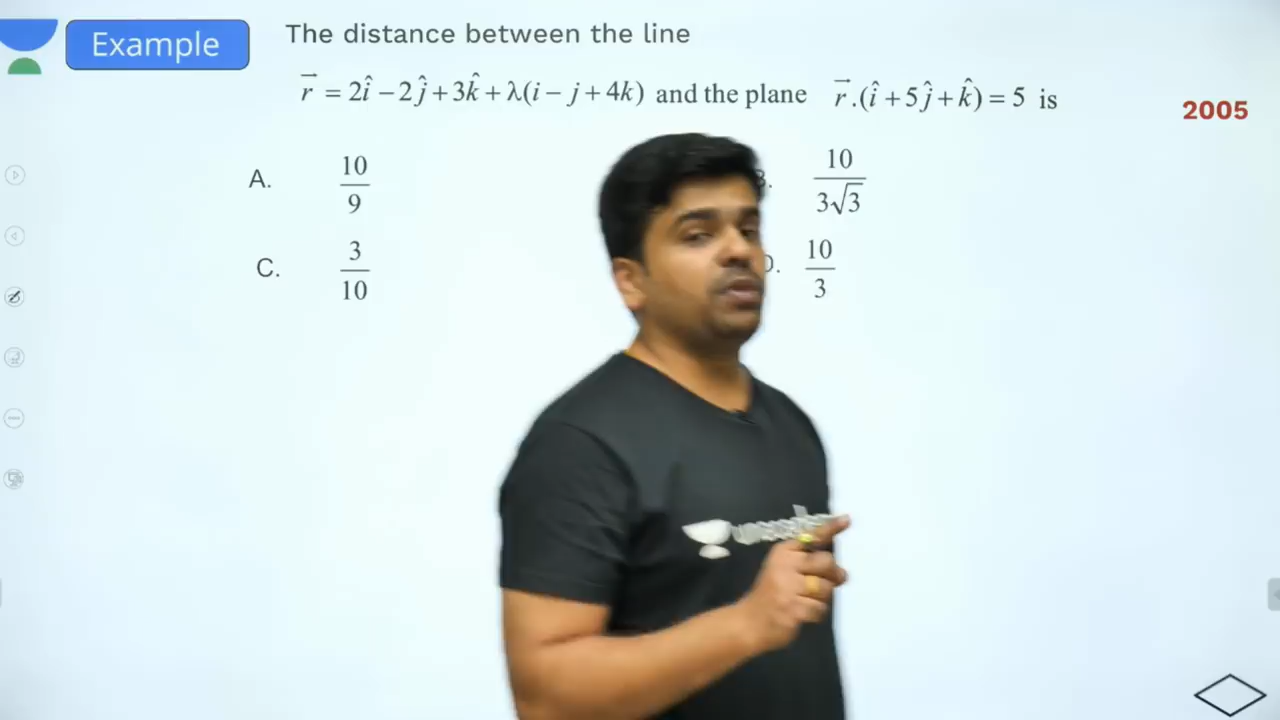 Example
The distance between the line
r⃗ = 2î − 2ĵ + 3k̂ + λ(i − j + 4k) and the plane r⃗ .(î + 5ĵ + k̂) = 5 is
2005
A. 10/9
B. 10/(3√3)
C. 3/10
D. 10/3